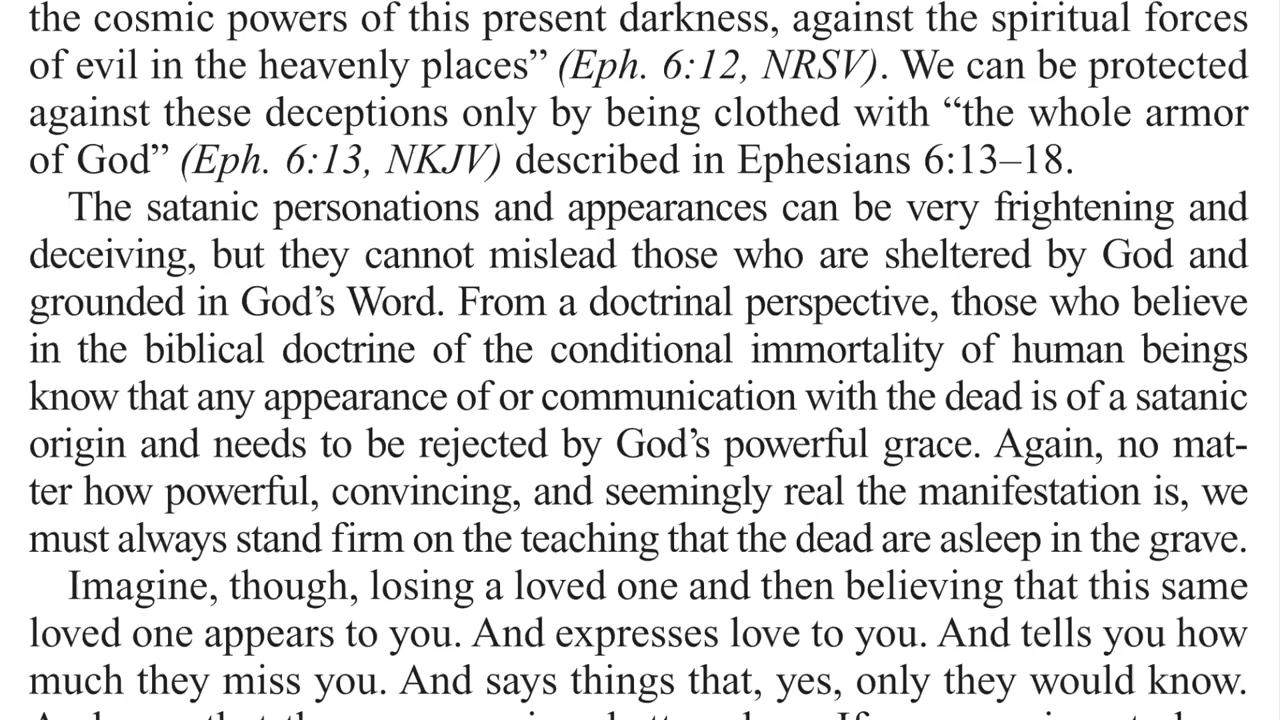 the cosmic powers of this present darkness, against the spiritual forces
of evil in the heavenly places” (Eph. 6:12, NRSV). We can be protected
against these deceptions only by being clothed with “the whole armor
of God” (Eph. 6:13, NKJV) described in Ephesians 6:13–18.
The satanic personations and appearances can be very frightening and
deceiving, but they cannot mislead those who are sheltered by God and
grounded in God’s Word. From a doctrinal perspective, those who believe
in the biblical doctrine of the conditional immortality of human beings
know that any appearance of or communication with the dead is of a satanic
origin and needs to be rejected by God’s powerful grace. Again, no mat-
ter how powerful, convincing, and seemingly real the manifestation is, we
must always stand firm on the teaching that the dead are asleep in the grave.
Imagine, though, losing a loved one and then believing that this same
loved one appears to you. And expresses love to you. And tells you how
much they miss you. And says things that, yes, only they would know.